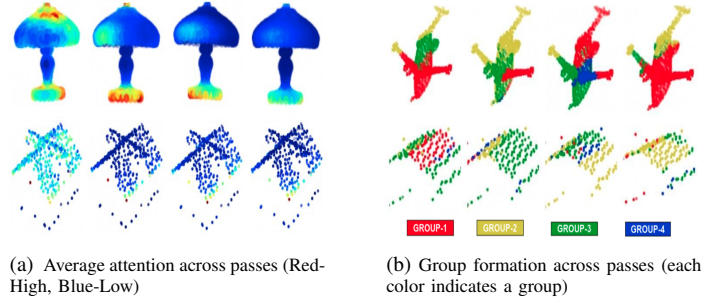 GROUP-1 GROUP-2 GROUP-3 GROUP-4
(a) Average attention across passes (Red-
High, Blue-Low)
(b) Group formation across passes (each
color indicates a group)